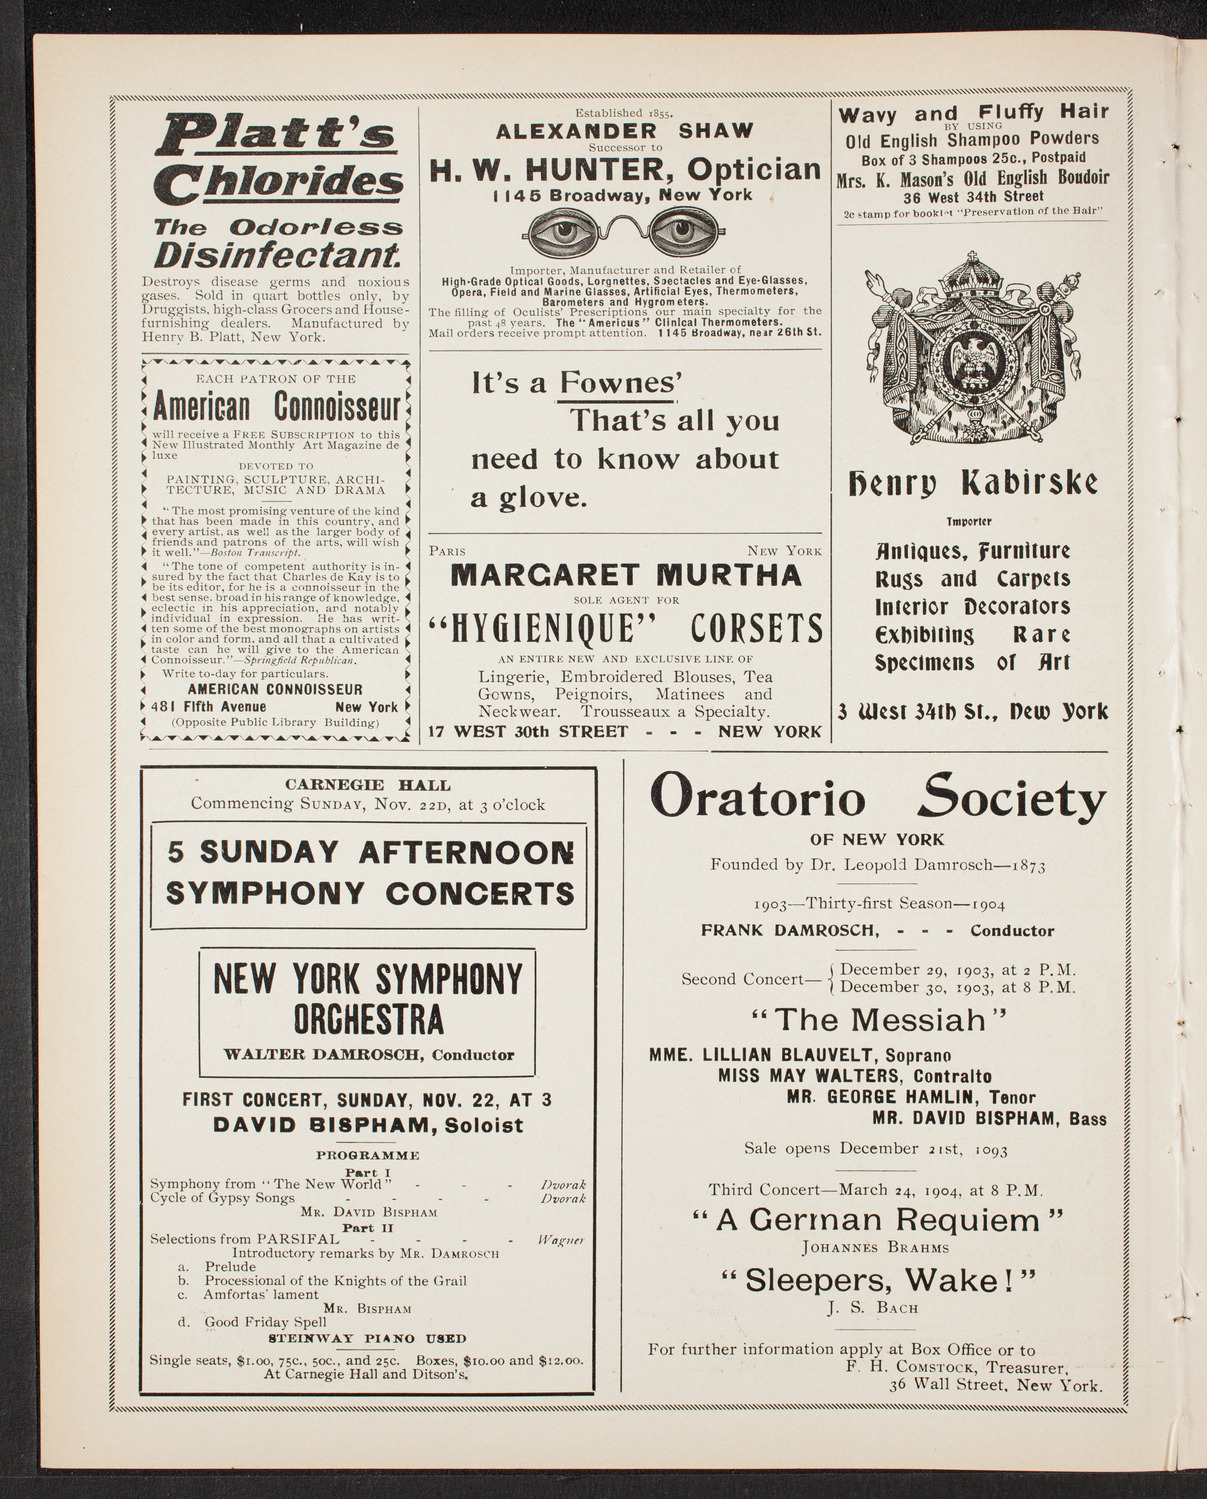 Platt's
Chlorides
The Odorless
Disinfectant.
Destroys disease germs and noxious
gases. Sold in quart bottles only, by
Druggists, high-class Grocers and House-
furnishing dealers. Manufactured by
Henry B. Platt, New York.
EACH PATRON OF THE
American Connoisseur
will receive a FREE SUBSCRIPTION to this
New Illustrated Monthly Art Magazine de
luxe
DEVOTED TO
PAINTING, SCULPTURE, ARCHI-
TECTURE, MUSIC AND DRAMA
"The most promising venture of the kind
that has been made in this country, and
every artist, as well as the larger body of
friends and patrons of the arts, will wish
it well."—Boston Transcript.
"The tone of competent authority is in-
sured by the fact that Charles de Kay is to
be its editor, for he is a connoisseur in the
best sense, broad in his range of knowledge,
eclectic in his appreciation, and notably
individual in expression. He has writ-
ten some of the best monographs on artists
in color and form, and all that a cultivated
taste can he will give to the American
Connoisseur."—Springfield Republican.
Write to-day for particulars.
AMERICAN CONNOISSEUR
481 Fifth Avenue New York
(Opposite Public Library Building)
Established 1855.
ALEXANDER SHAW
Successor to
H. W. HUNTER, Optician
1145 Broadway, New York
Importer, Manufacturer and Retailer of
High-Grade Optical Goods, Lorgnettes, Spectacles and Eye-Glasses,
Opera, Field and Marine Glasses, Artificial Eyes, Thermometers,
Barometers and Hygrometers.
The filling of Oculists' Prescriptions our main specialty for the
past 48 years. The "Americus" Clinical Thermometers.
Mail orders receive prompt attention. 1145 Broadway, near 26th St.
It's a Fownes'
That's all you
need to know about
a glove.
PARIS NEW YORK
MARGARET MURTHA
SOLE AGENT FOR
"HYGIENIQUE" CORSETS
AN ENTIRE NEW AND EXCLUSIVE LINE OF
Lingerie, Embroidered Blouses, Tea
Gowns, Peignoirs, Matinees and
Neckwear. Trousseaux a Specialty.
17 WEST 30th STREET - - - NEW YORK
Wavy and Fluffy Hair
BY USING
Old English Shampoo Powders
Box of 3 Shampoos 25c., Postpaid
Mrs. K. Mason's Old English Boudoir
36 West 34th Street
2c stamp for booklet "Preservation of the Hair"
Henry Kabirske
Importer
Antiques, Furniture
Rugs and Carpets
Interior Decorators
Exhibiting Rare
Specimens of Art
3 West 34th St., New York
CARNEGIE HALL
Commencing SUNDAY, NOV. 22D, at 3 o'clock
5 SUNDAY AFTERNOON
SYMPHONY CONCERTS
NEW YORK SYMPHONY
ORCHESTRA
WALTER DAMROSCH, Conductor
FIRST CONCERT, SUNDAY, NOV. 22, AT 3
DAVID BISPHAM, Soloist
PROGRAMME
Part I
Symphony from "The New World" - - - Dvorak
Cycle of Gypsy Songs - - - - Dvorak
MR. DAVID BISPHAM
Part II
Selections from PARSIFAL - - - - Wagner
Introductory remarks by MR. DAMROSCH
a. Prelude
b. Processional of the Knights of the Grail
c. Amfortas' lament
MR. BISPHAM
d. Good Friday Spell
STEINWAY PIANO USED
Single seats, $1.00, 75c., 50c., and 25c. Boxes, $10.00 and $12.00.
At Carnegie Hall and Ditson's.
Oratorio Society
OF NEW YORK
Founded by Dr. Leopold Damrosch—1873
1903—Thirty-first Season—1904
FRANK DAMROSCH, - - - Conductor
Second Concert— { December 29, 1903, at 2 P.M.
December 30, 1903, at 8 P.M.
"The Messiah"
MME. LILLIAN BLAUVELT, Soprano
MISS MAY WALTERS, Contralto
MR. GEORGE HAMLIN, Tenor
MR. DAVID BISPHAM, Bass
Sale opens December 21st, 1093
Third Concert—March 24, 1904, at 8 P.M.
"A German Requiem"
JOHANNES BRAHMS
"Sleepers, Wake!"
J. S. BACH
For further information apply at Box Office or to
F. H. COMSTOCK, Treasurer,
36 Wall Street, New York.